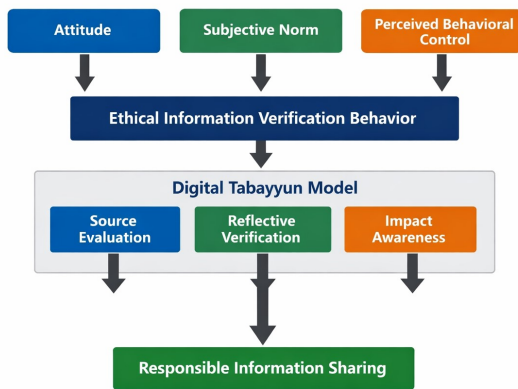 Attitude
Subjective Norm
Perceived Behavioral
Control
Ethical Information Verification Behavior
Digital Tabayyun Model
Source
Evaluation
Reflective
Verification
Impact
Awareness
Responsible Information Sharing